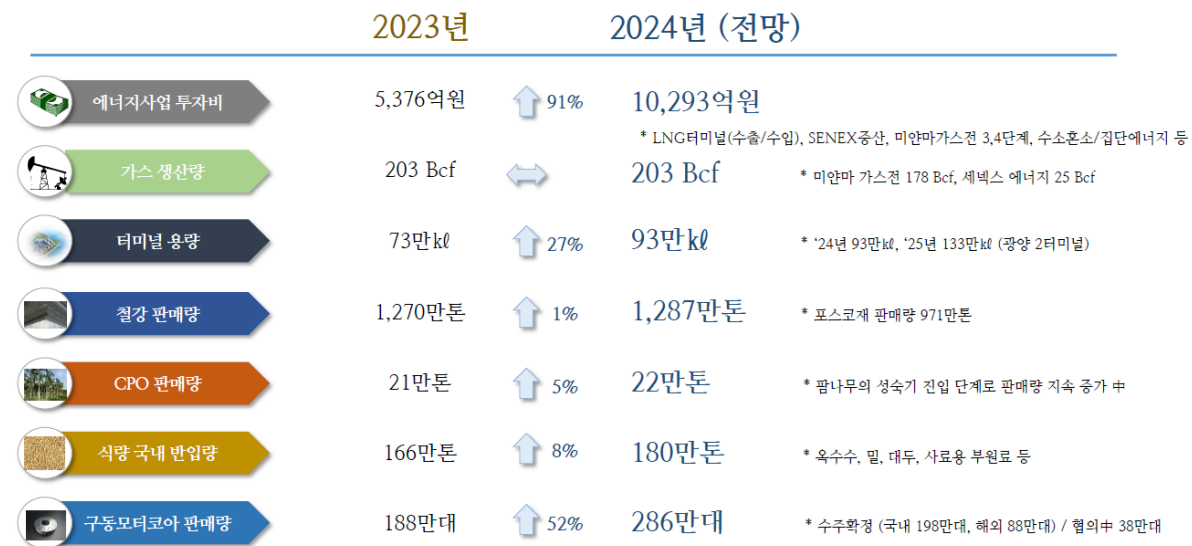 2023년 2024년 (전망)
에너지사업 투자비 5,376억원 91% 10,293억원
* LNG터미널(수출/수입), SENEX증산, 미얀마가스전 3,4단계, 수소혼소/집단에너지 등
가스 생산량 203 Bcf 203 Bcf * 미얀마 가스전 178 Bcf, 세넥스 에너지 25 Bcf
터미널 용량 73만㎘ 27% 93만㎘ * ‘24년 93만㎘, ‘25년 133만㎘ (광양 2터미널)
철강 판매량 1,270만톤 1% 1,287만톤 * 포스코재 판매량 971만톤
CPO 판매량 21만톤 5% 22만톤 * 팜나무의 성숙기 진입 단계로 판매량 지속 증가 中
식량 국내 반입량 166만톤 8% 180만톤 * 옥수수, 밀, 대두, 사료용 부원료 등
구동모터코아 판매량 188만대 52% 286만대 * 수주확정 (국내 198만대, 해외 88만대) / 협의中 38만대